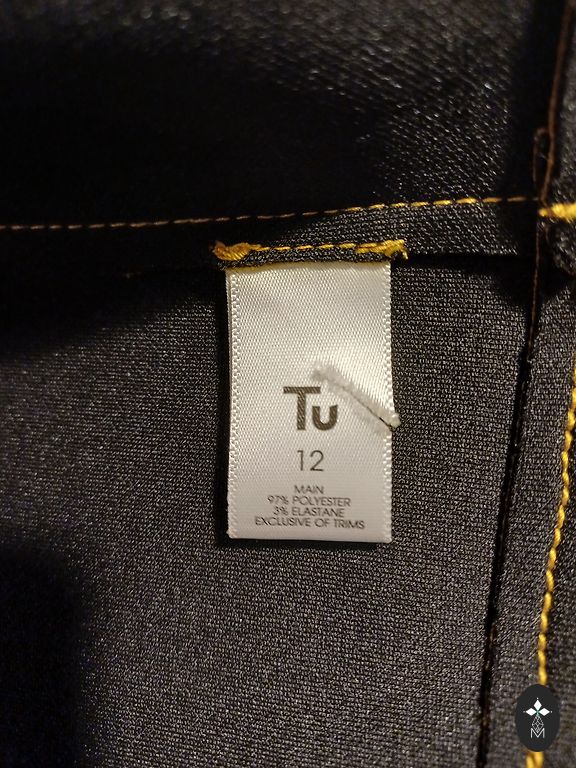 Tu
12
MAIN
97% POLYESTER
3% ELASTANE
EXCLUSIVE OF TRIMS
M